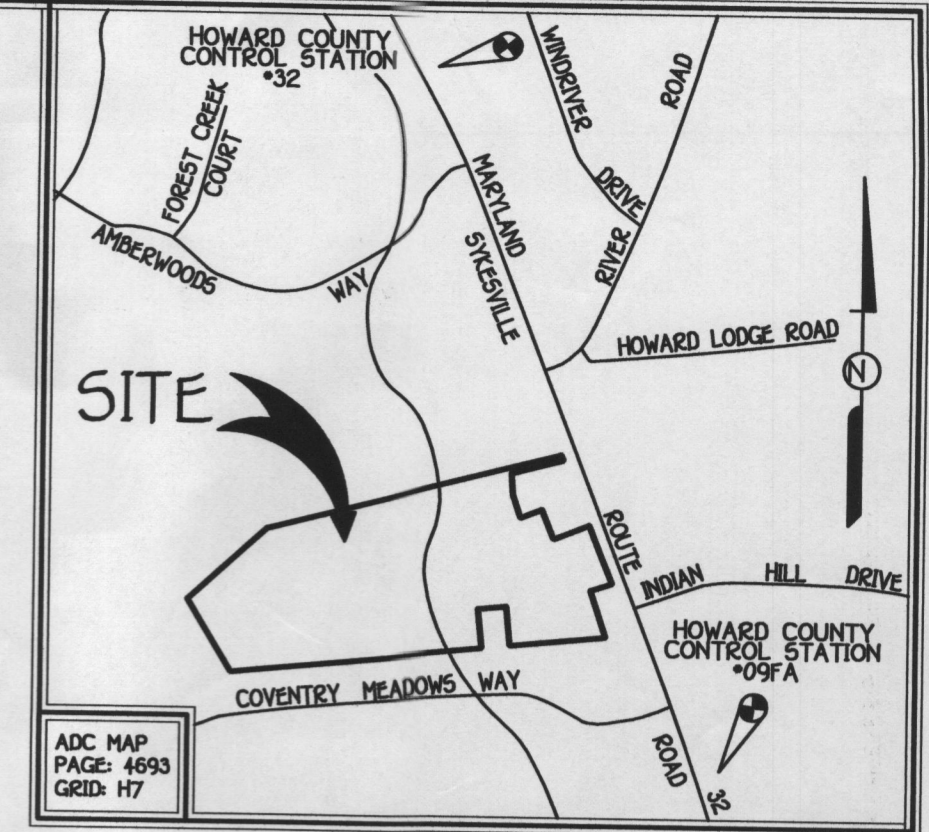 HOWARD COUNTY
CONTROL STATION
*32
WINDRIVER
DRIVE
RIVER ROAD
FOREST CREEK
COURT
AMBERWOODS WAY
MARYLAND ROUTE 32
SYKESVILLE ROAD
HOWARD LODGE ROAD
N
SITE
INDIAN HILL DRIVE
HOWARD COUNTY
CONTROL STATION
*09FA
COVENTRY MEADOWS WAY
ADC MAP
PAGE: 4693
GRID: H7